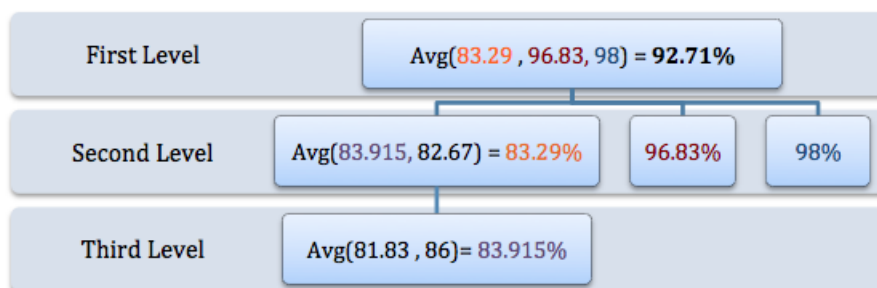 First Level
Avg(83.29 , 96.83, 98) = 92.71%
Second Level
Avg(83.915, 82.67) = 83.29%
96.83%
98%
Third Level
Avg(81.83 , 86)= 83.915%